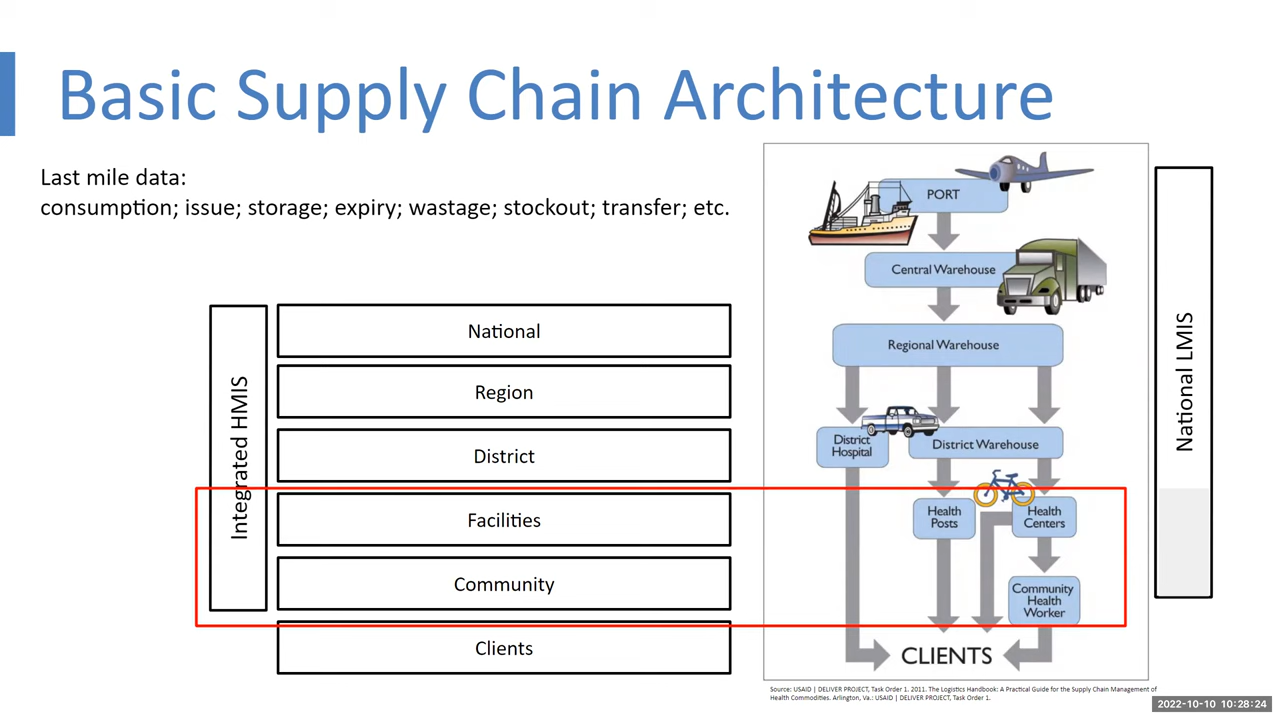 Basic Supply Chain Architecture
Last mile data:
consumption; issue; storage; expiry; wastage; stockout; transfer; etc.
Integrated HMIS
National
Region
District
Facilities
Community
Clients
PORT
Central Warehouse
Regional Warehouse
District
Hospital
District Warehouse
Health
Posts
Health
Centers
Community
Health
Worker
CLIENTS
National LMIS
Source: USAID | DELIVER PROJECT, Task Order 1. 2011. The Logistics Handbook: A Practical Guide for the Supply Chain Management of
Health Commodities. Arlington, Va.: USAID | DELIVER PROJECT, Task Order 1.
2022-10-10 10:28:24